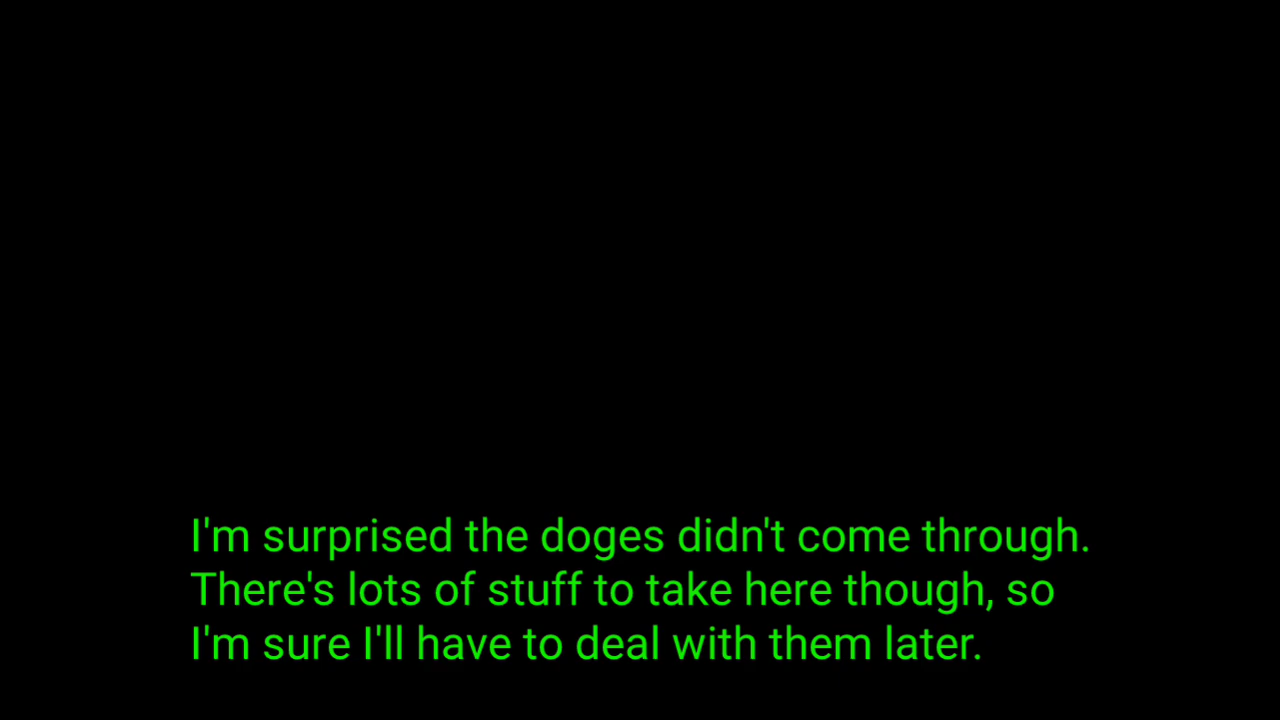 I'm surprised the doges didn't come through.
There's lots of stuff to take here though, so
I'm sure I'll have to deal with them later.